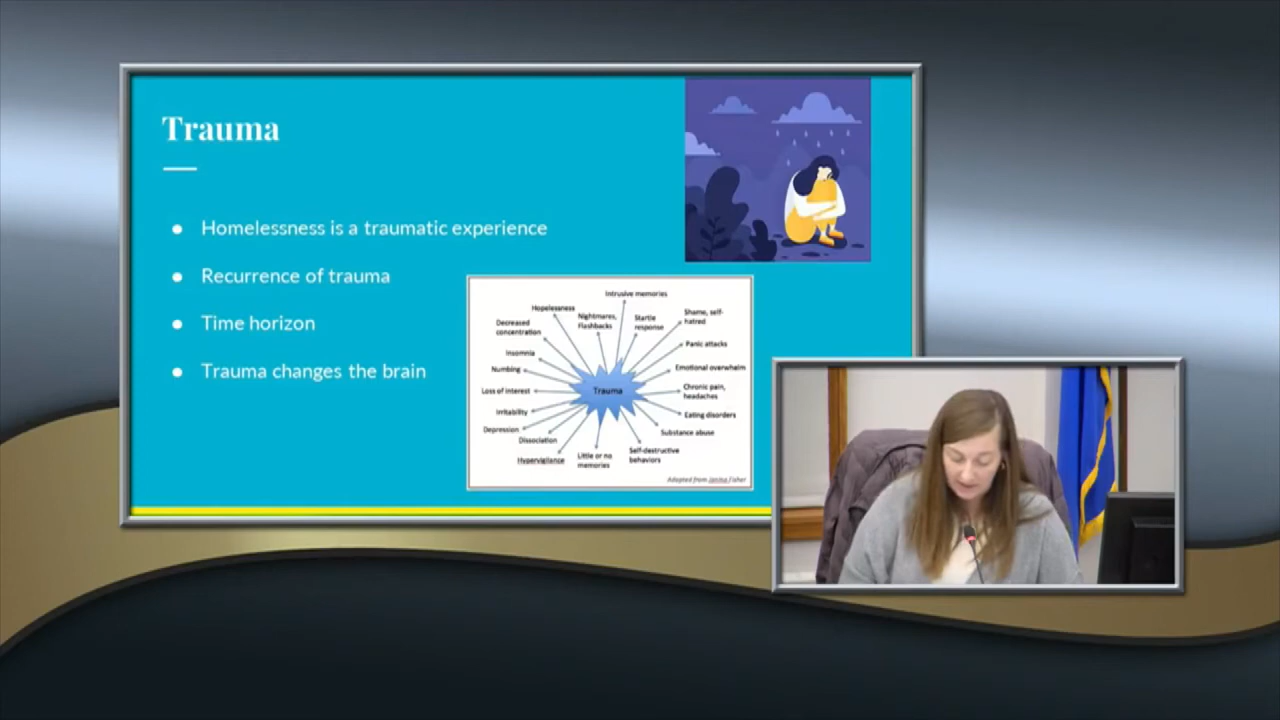 Trauma
Homelessness is a traumatic experience
Recurrence of trauma
Time horizon
Trauma changes the brain
Intrusive memories
Hopelessness
Nightmares,
Flashbacks
Startle
response
Shame, self-
hatred
Decreased
concentration
Panic attacks
Insomnia
Emotional overwhelm
Numbing
Loss of interest
Trauma
Chronic pain,
headaches
Irritability
Eating disorders
Depression
Substance abuse
Dissociation
Hypervigilance
Little or no
memories
Self-destructive
behaviors
Adapted from Janina Fisher